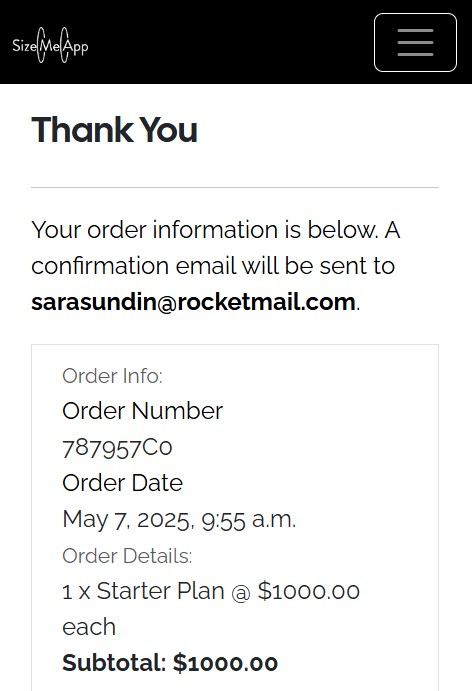 SizeMeApp
Thank You
Your order information is below. A
confirmation email will be sent to
sarasundin@rocketmail.com.
Order Info:
Order Number
787957C0
Order Date
May 7, 2025, 9:55 a.m.
Order Details:
1 x Starter Plan @ $1000.00
each
Subtotal: $1000.00